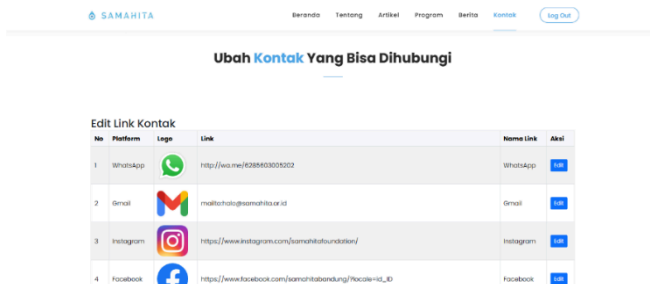 SAMAHITA Beranda Tentang Artikel Program Berita Kontak Log Out
Ubah Kontak Yang Bisa Dihubungi
Edit Link Kontak
No Platform Logo Link Nama Link Aksi
1 WhatsApp http://wa.me/6285603005202 WhatsApp Edit
2 Gmail mailto:halo@samahita.or.id Gmail Edit
3 Instagram https://www.instagram.com/samahitafoundation/ Instagram Edit
4 Facebook https://www.facebook.com/samahitabandung/?locale=id_ID Facebook Edit